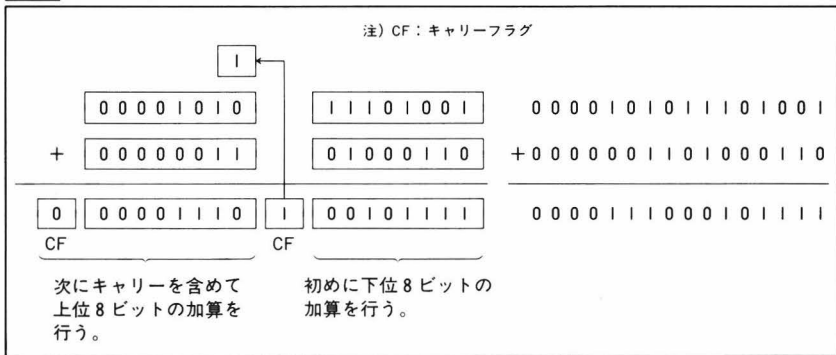 注) CF：キャリーフラグ
1
00001010 11101001 0000101011101001
+ 00000011 01000110 +0000001101000110
0 00001110 1 00101111 0000111000101111
CF CF
次にキャリーを含めて
上位8ビットの加算を
行う。
初めに下位8ビットの
加算を行う。